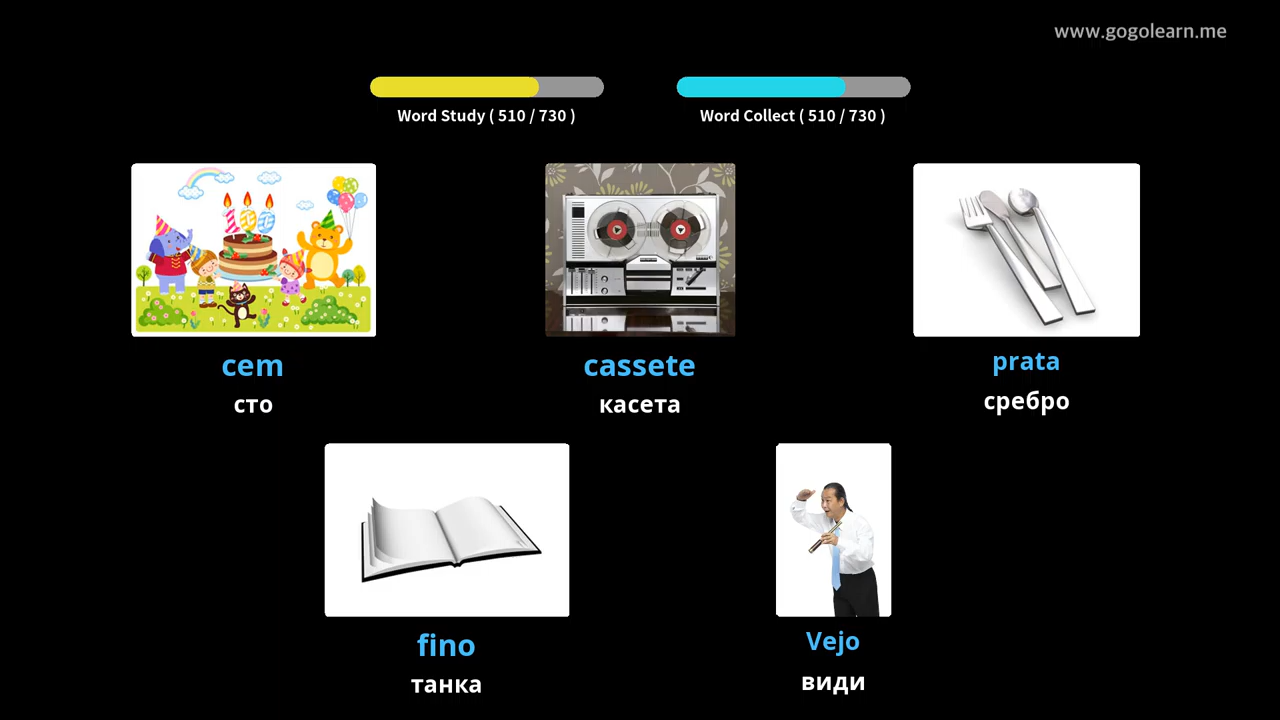 www.gogolearn.me
Word Study ( 510 / 730 )
Word Collect ( 510 / 730 )
100
cem
сто
cassete
касета
prata
сребро
fino
танка
Vejo
види